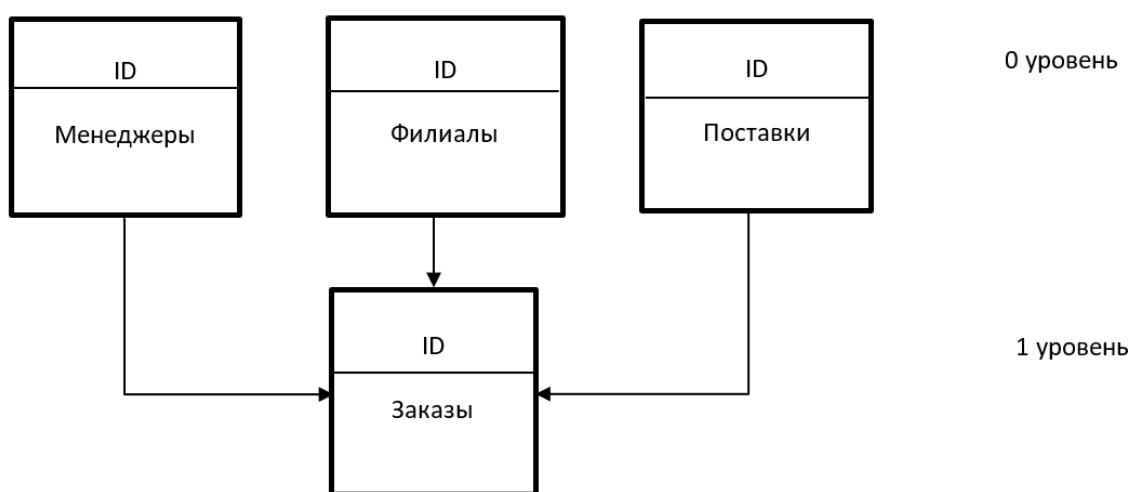 ID
Менеджеры
ID
Филиалы
ID
Поставки
0 уровень
ID
Заказы
1 уровень